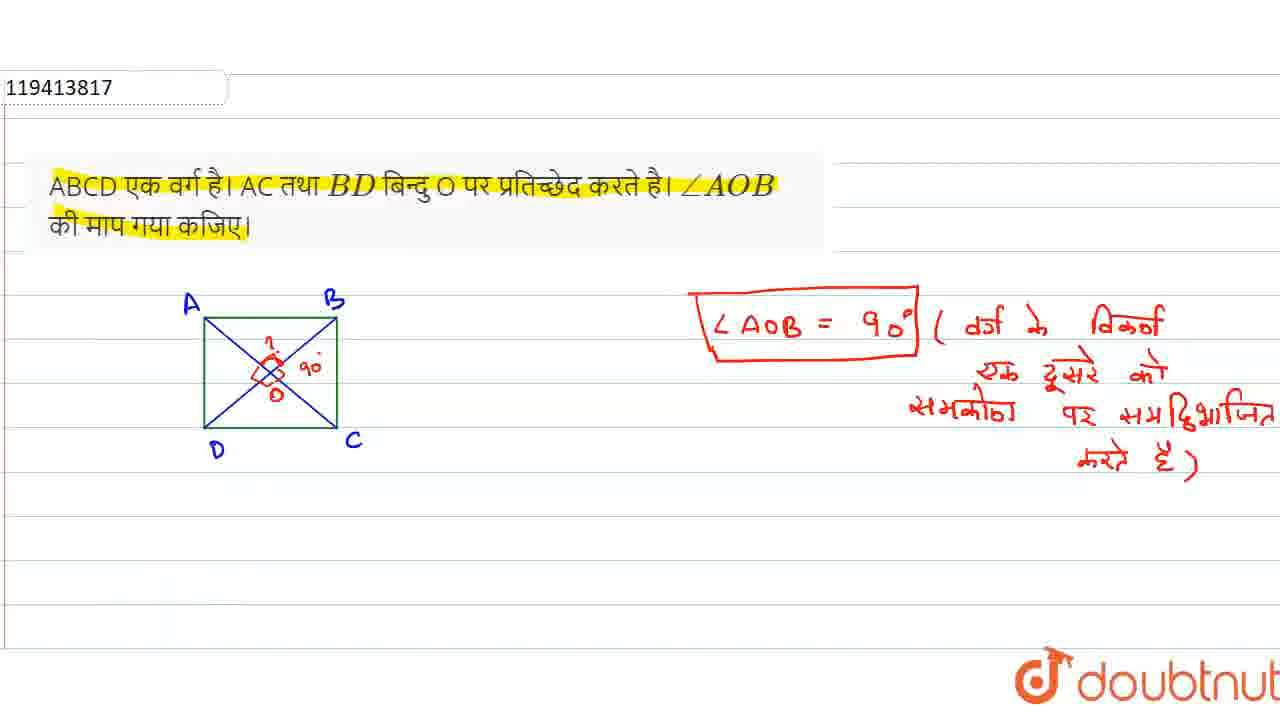 119413817
ABCD एक वर्ग है। AC तथा BD बिन्दु O पर प्रतिच्छेद करते है। ∠AOB
की माप गया कजिए।
A B
?
90°
O
D C
∠AOB = 90° ( वर्ग के विकर्ण
एक दूसरे को
समकोण पर समद्विभाजित
करते है )
doubtnut